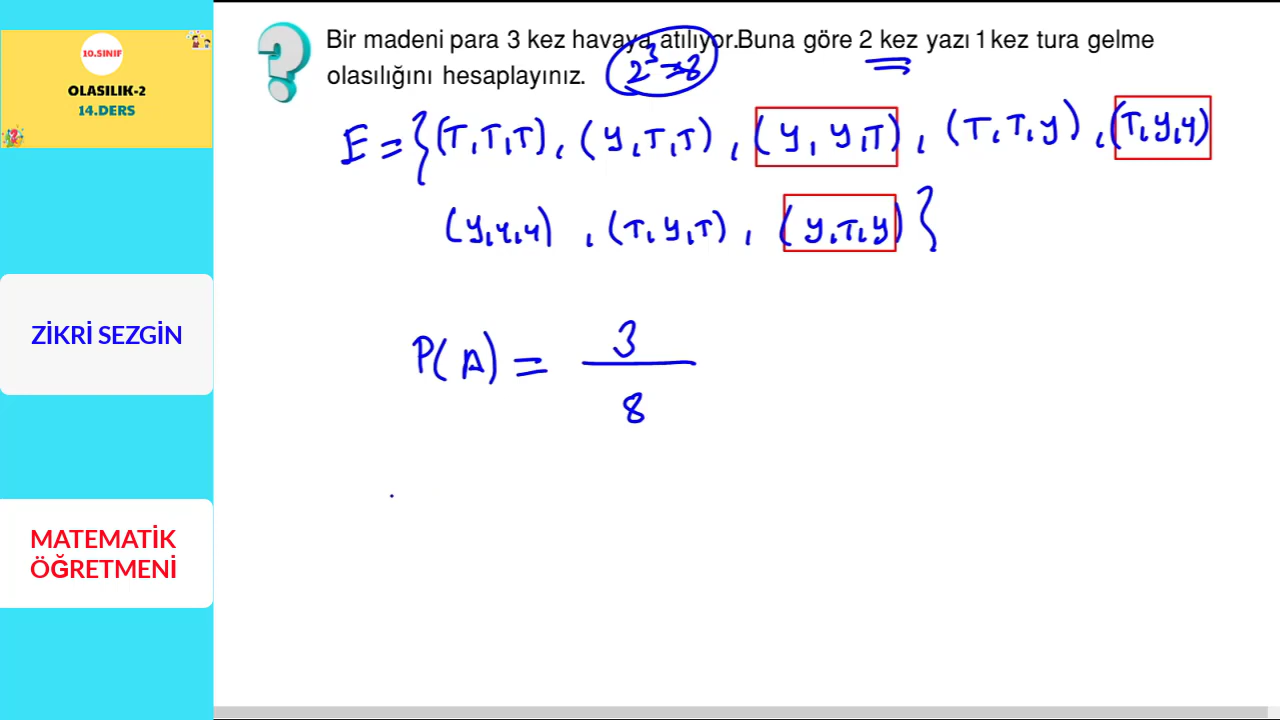 10.SINIF
OLASILIK-2
14.DERS
ZİKRİ SEZGİN
MATEMATİK
ÖĞRETMENİ
Bir madeni para 3 kez havaya atılıyor.Buna göre 2 kez yazı 1 kez tura gelme
olasılığını hesaplayınız.
2³ = 8
E = {(T,T,T), (y,T,T), (y, y,T), (T,T,y), (T,y,y)
(y,y,y), (T,y,T), (y,T,y)}
P(A) = 3/8